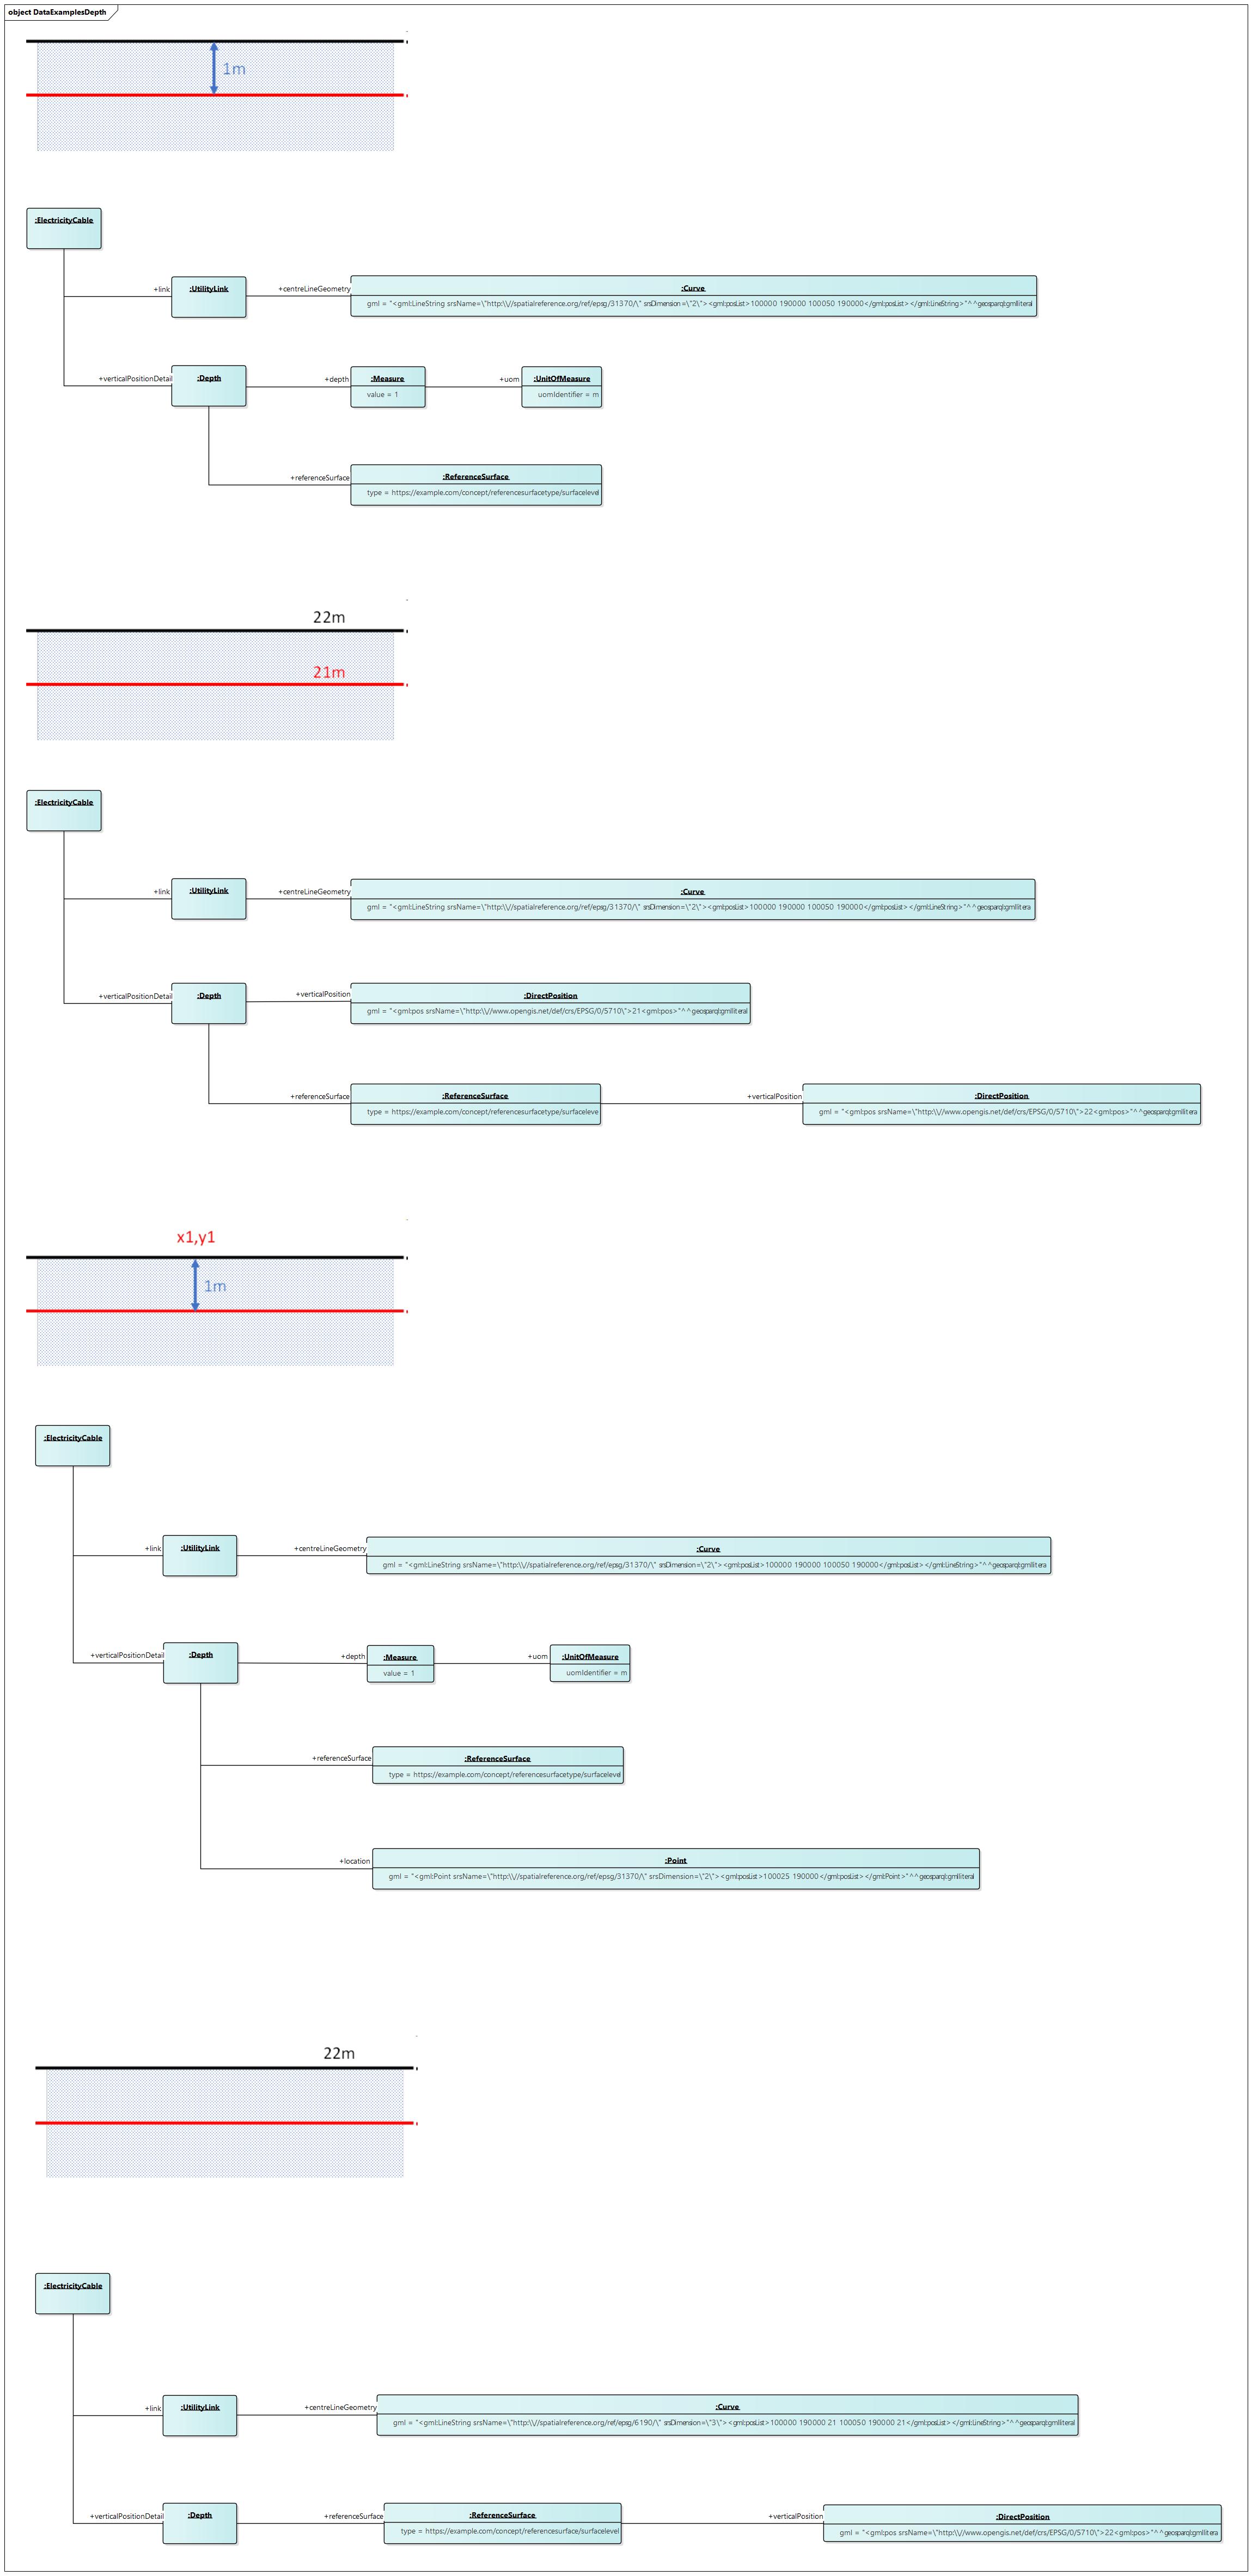 object DataExamplesDepth
1m
:ElectricityCable
+link
:UtilityLink
+centreLineGeometry
:Curve
gml = "<gml:LineString srsName=\"http:\\//spatialreference.org/ref/epsg/31370/\" srsDimension=\"2\"><gml:posList>100000 190000 100050 190000</gml:posList></gml:LineString>"^^geosparql:gmlliteral
+verticalPositionDetail
:Depth
+depth
:Measure
value = 1
+uom
:UnitOfMeasure
uomIdentifier = m
+referenceSurface
:ReferenceSurface
type = https://example.com/concept/referencesurfacetype/surfacelevel
22m
21m
:ElectricityCable
+link
:UtilityLink
+centreLineGeometry
:Curve
gml = "<gml:LineString srsName=\"http:\\//spatialreference.org/ref/epsg/31370/\" srsDimension=\"2\"><gml:posList>100000 190000 100050 190000</gml:posList></gml:LineString>"^^geosparql:gmllitera
+verticalPositionDetail
:Depth
+verticalPosition
:DirectPosition
gml = "<gml:pos srsName=\"http:\\//www.opengis.net/def/crs/EPSG/0/5710\">21<gml:pos>"^^geosparql:gmlliteral
+referenceSurface
:ReferenceSurface
type = https://example.com/concept/referencesurfacetype/surfaceleve
+verticalPosition
:DirectPosition
gml = "<gml:pos srsName=\"http:\\//www.opengis.net/def/crs/EPSG/0/5710\">22<gml:pos>"^^geosparql:gmllitera
x1,y1
1m
:ElectricityCable
+link
:UtilityLink
+centreLineGeometry
:Curve
gml = "<gml:LineString srsName=\"http:\\//spatialreference.org/ref/epsg/31370/\" srsDimension=\"2\"><gml:posList>100000 190000 100050 190000</gml:posList></gml:LineString>"^^geosparql:gmllitera
+verticalPositionDetail
:Depth
+depth
:Measure
value = 1
+uom
:UnitOfMeasure
uomIdentifier = m
+referenceSurface
:ReferenceSurface
type = https://example.com/concept/referencesurfacetype/surfacelevel
+location
:Point
gml = "<gml:Point srsName=\"http:\\//spatialreference.org/ref/epsg/31370/\" srsDimension=\"2\"><gml:posList>100025 190000</gml:posList></gml:Point>"^^geosparql:gmlliteral
22m
:ElectricityCable
+link
:UtilityLink
+centreLineGeometry
:Curve
gml = "<gml:LineString srsName=\"http:\\//spatialreference.org/ref/epsg/6190/\" srsDimension=\"3\"><gml:posList>100000 190000 21 100050 190000 21</gml:posList></gml:lineString>"^^geosparql:gmlliteral
+verticalPositionDetail
:Depth
+referenceSurface
:ReferenceSurface
type = https://example.com/concept/referencesurface/surfacelevel
+verticalPosition
:DirectPosition
gml = "<gml:pos srsName=\"http:\\//www.opengis.net/def/crs/EPSG/0/5710\">22<gml:pos>"^^geosparql:gmllitera